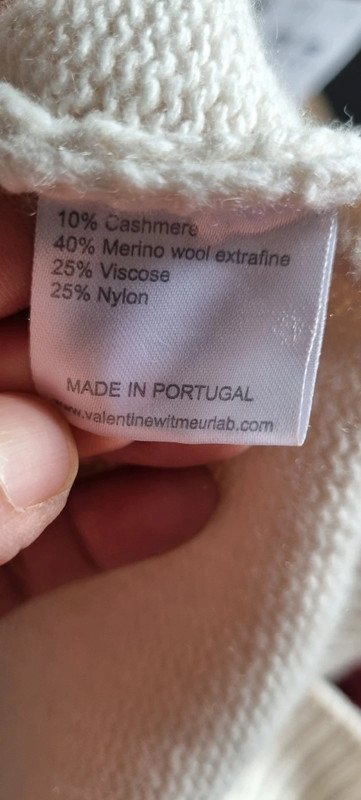 10% Cashmere
40% Merino wool extrafine
25% Viscose
25% Nylon
MADE IN PORTUGAL
www.valentinewitmeurlab.com